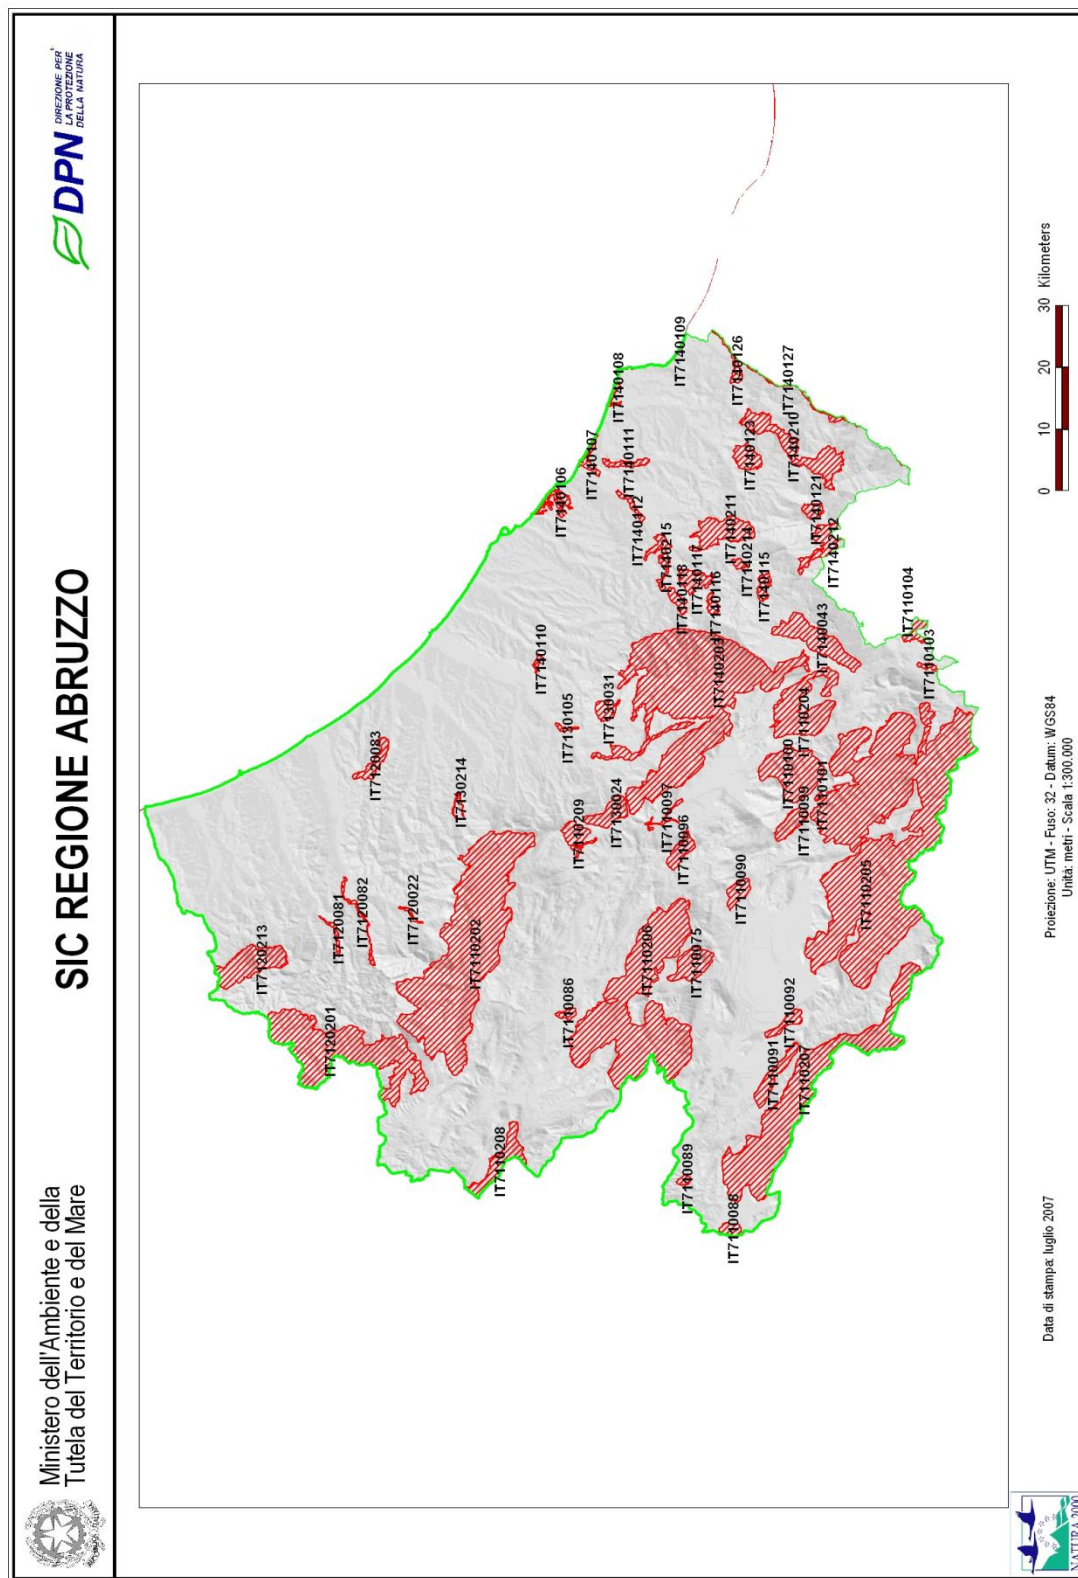 Ministero dell'Ambiente e della
Tutela del Territorio e del Mare
SIC REGIONE ABRUZZO
DPN
DIREZIONE PER
LA PROTEZIONE
DELLA NATURA
IT7120213
IT7120201
IT7120081
IT7120082
IT7120083
IT7120022
IT7130214
IT7110202
IT7110208
IT7140110
IT7140106
IT7140107
IT7140108
IT7140111
IT7140112
IT7130105
IT7130031
IT7110209
IT7130024
IT7110086
IT7110206
IT7110075
IT7110097
IT7110096
IT7110090
IT7140215
IT7140118
IT7140117
IT7140116
IT7140203
IT7140211
IT7140214
IT7140115
IT7140109
IT7140126
IT7140127
IT7140123
IT7140210
IT7140121
IT7140212
IT7140043
IT7110204
IT7110100
IT7110101
IT7110099
IT7110205
IT7110104
IT7110103
IT7110089
IT7110088
IT7110091
IT7110092
IT7110207
NATURA 2000
Data di stampa: luglio 2007
Proiezione: UTM - Fuso: 32 - Datum: WGS84
Unità: metri - Scala 1:300.000
0 10 20 30 Kilometers